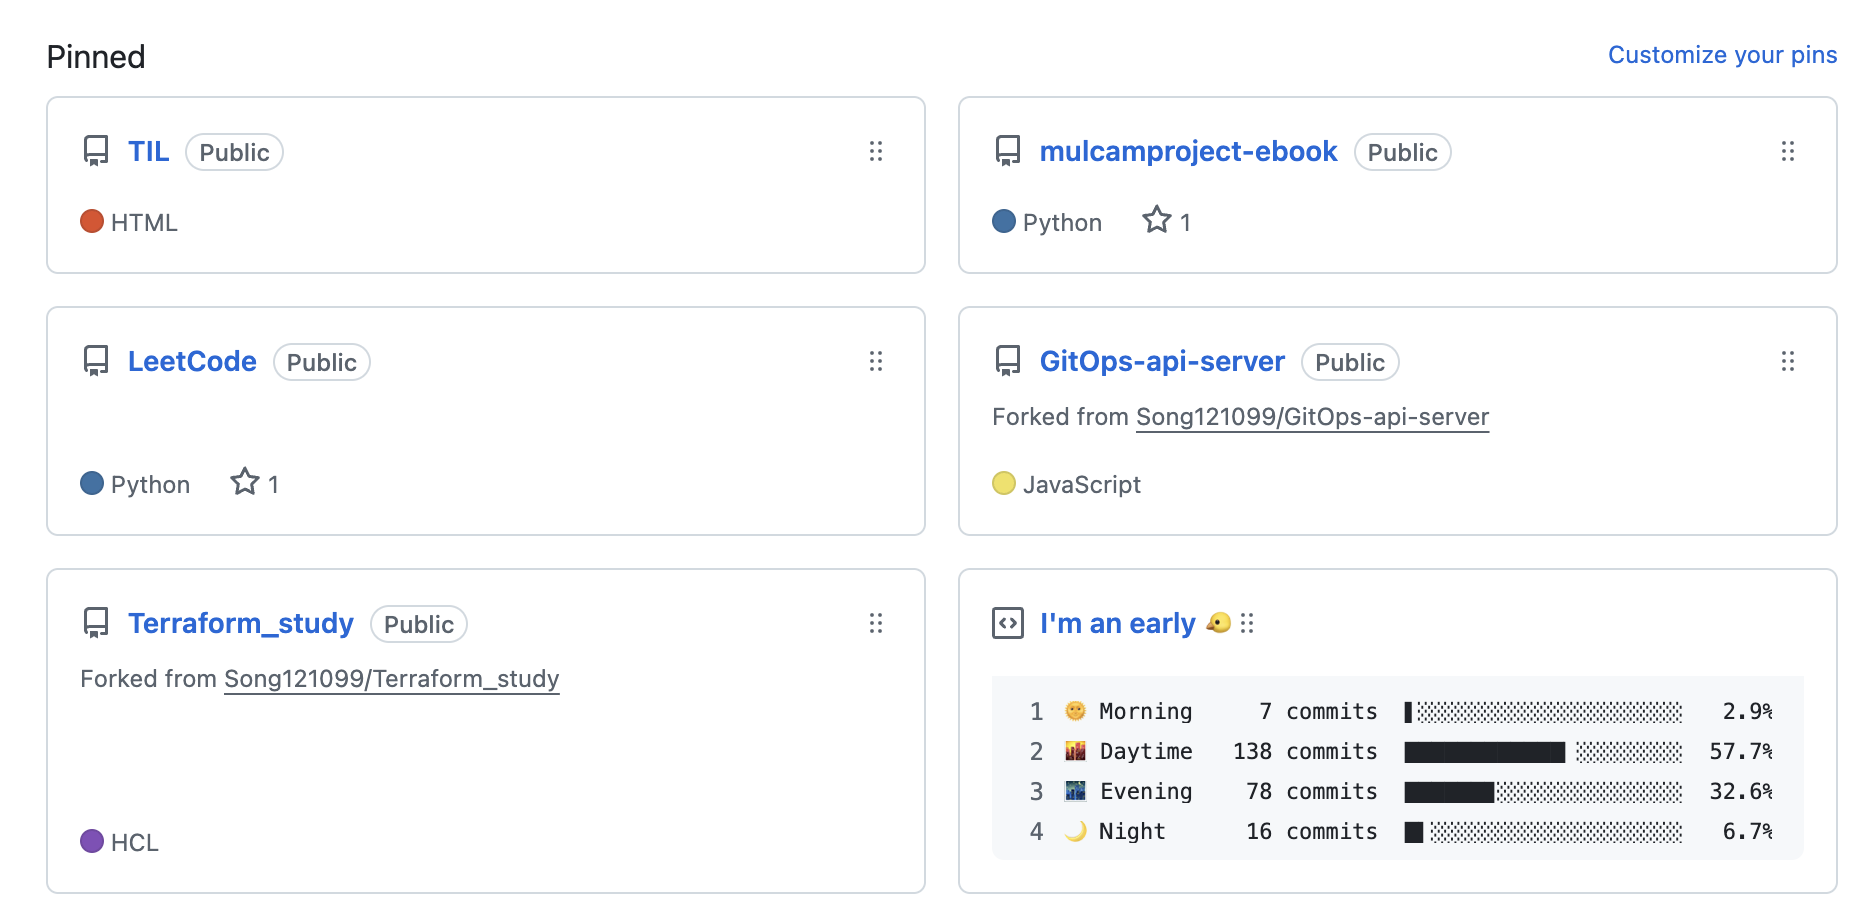 Pinned
Customize your pins
TIL Public
HTML
mulcamproject-ebook Public
Python 1
LeetCode Public
Python 1
GitOps-api-server Public
Forked from Song121099/GitOps-api-server
JavaScript
Terraform_study Public
Forked from Song121099/Terraform_study
HCL
I'm an early 🐤
1 🌞 Morning 7 commits 2.9%
2 🌆 Daytime 138 commits 57.7%
3 🌃 Evening 78 commits 32.6%
4 🌙 Night 16 commits 6.7%